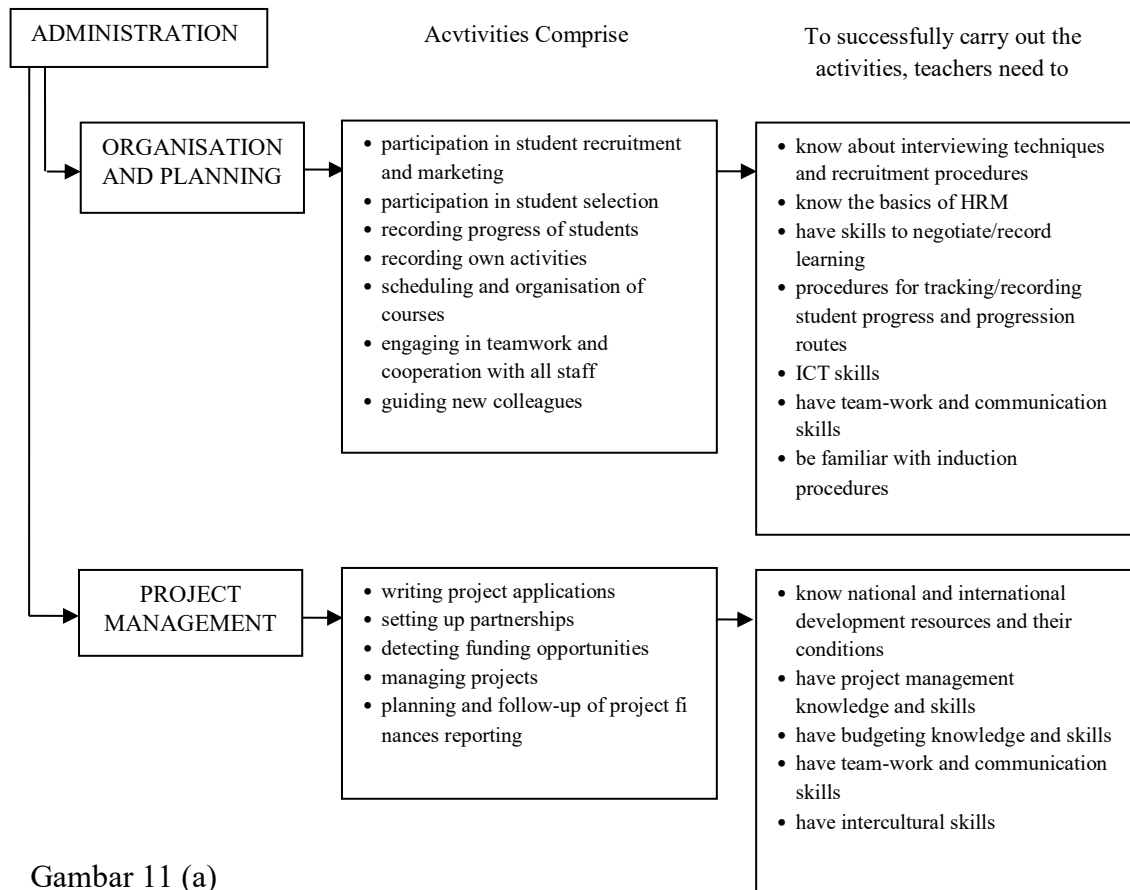 ADMINISTRATION
Acvtivities Comprise
To successfully carry out the
activities, teachers need to
ORGANISATION
AND PLANNING
• participation in student recruitment
and marketing
• participation in student selection
• recording progress of students
• recording own activities
• scheduling and organisation of
courses
• engaging in teamwork and
cooperation with all staff
• guiding new colleagues
• know about interviewing techniques
and recruitment procedures
• know the basics of HRM
• have skills to negotiate/record
learning
• procedures for tracking/recording
student progress and progression
routes
• ICT skills
• have team-work and communication
skills
• be familiar with induction
procedures
PROJECT
MANAGEMENT
• writing project applications
• setting up partnerships
• detecting funding opportunities
• managing projects
• planning and follow-up of project fi
nances reporting
• know national and international
development resources and their
conditions
• have project management
knowledge and skills
• have budgeting knowledge and skills
• have team-work and communication
skills
• have intercultural skills
Gambar 11 (a)